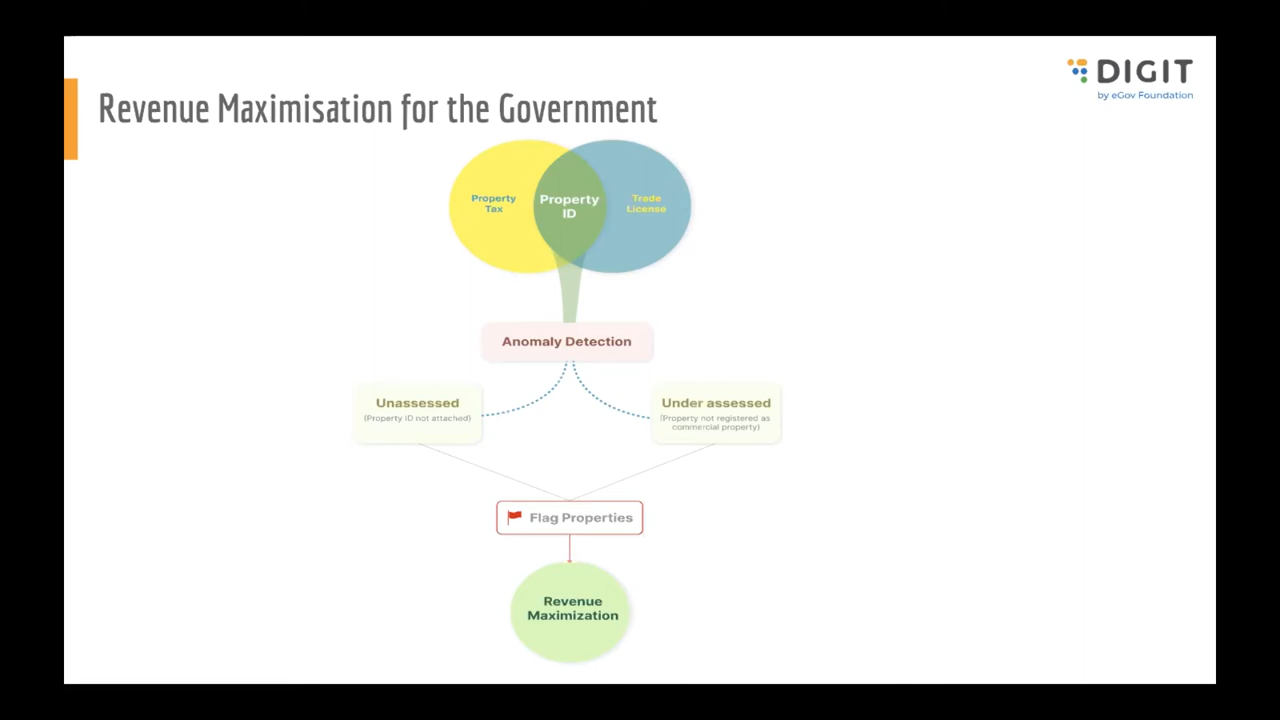 DIGIT
by eGov Foundation
Revenue Maximisation for the Government
Property
Tax
Property
ID
Trade
License
Anomaly Detection
Unassessed
(Property ID not attached)
Under assessed
(Property not registered as
commercial property)
Flag Properties
Revenue
Maximization